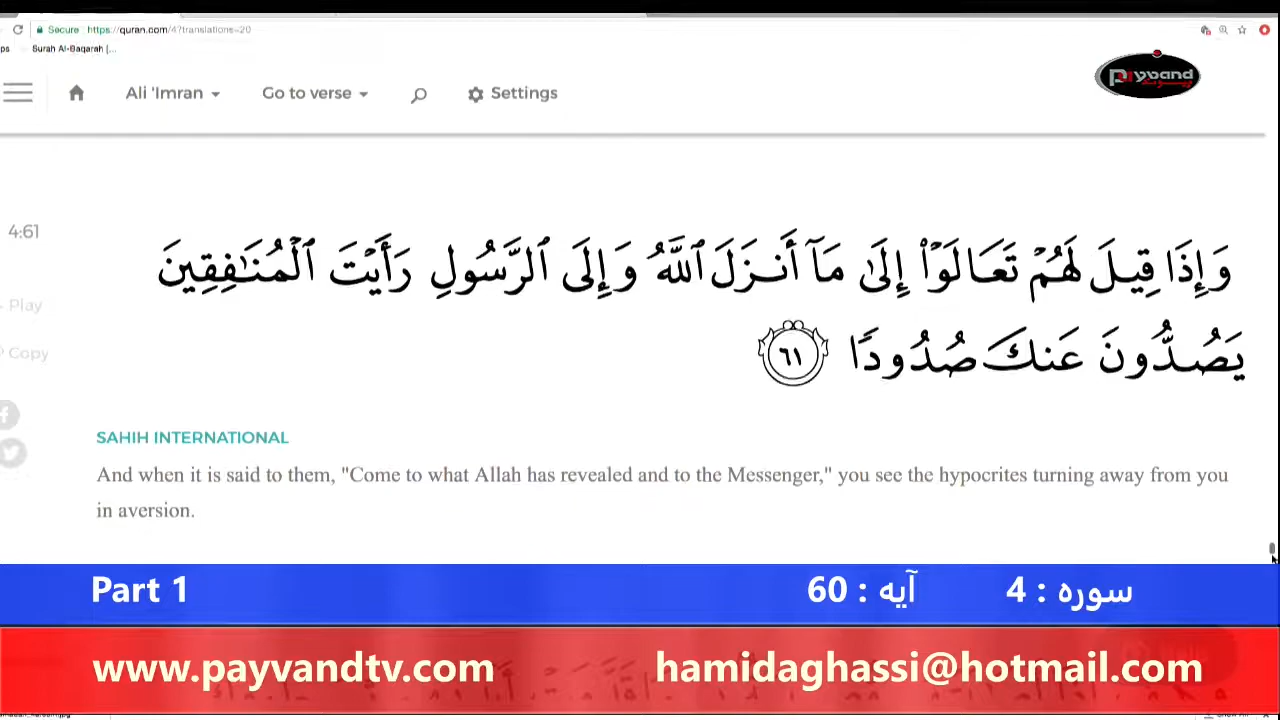 Secure https://quran.com/4?translations=20
ps Surah Al-Baqarah [...
Ali 'Imran Go to verse Settings
Payvand
4:61
وَإِذَا قِيلَ لَهُمْ تَعَالَوْا۟ إِلَىٰ مَآ أَنزَلَ ٱللَّهُ وَإِلَى ٱلرَّسُولِ رَأَيْتَ ٱلْمُنَـٰفِقِينَ
يَصُدُّونَ عَنكَ صُدُودًا ٦١
Play
Copy
SAHIH INTERNATIONAL
And when it is said to them, "Come to what Allah has revealed and to the Messenger," you see the hypocrites turning away from you
in aversion.
Part 1 سوره : 4 آیه : 60
www.payvandtv.com hamidaghassi@hotmail.com